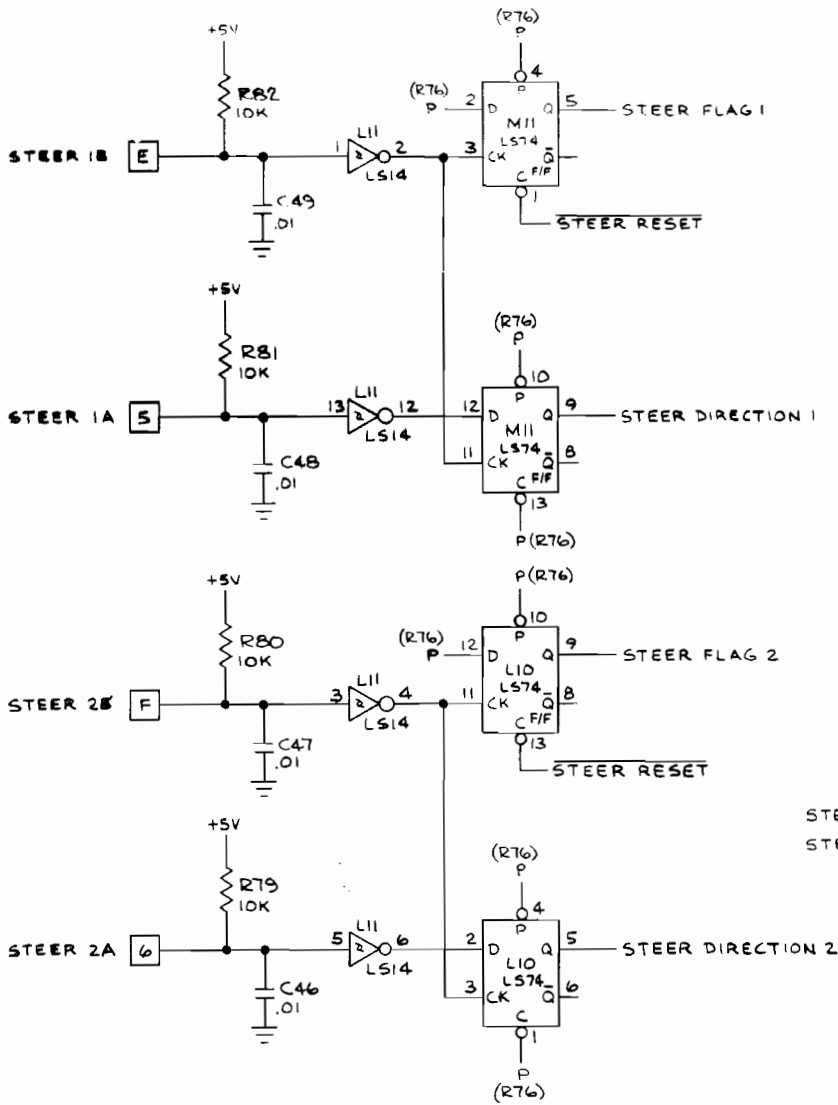 (R76)
P
+5V
4
P
R82
10K
(R76)
P
2
D
Q
5
STEER FLAG 1
M11
LS74
L11
STEER 1B
E
1
2
LS14
3
CK
Q
C
F/F
1
C49
.01
STEER RESET
+5V
(R76)
P
R81
10K
10
P
L11
STEER 1A
5
13
12
LS14
12
D
Q
9
STEER DIRECTION 1
M11
LS74
11
CK
Q
8
C
F/F
13
C48
.01
P (R76)
P (R76)
+5V
10
P
R80
10K
(R76)
P
12
D
Q
9
STEER FLAG 2
L10
LS74
L11
STEER 2B
F
3
4
LS14
11
CK
Q
8
C
F/F
13
C47
.01
STEER RESET
STE
STE
+5V
(R76)
P
R79
10K
4
P
L11
STEER 2A
6
5
6
LS14
2
D
Q
5
STEER DIRECTION 2
L10
LS74
3
CK
Q
6
C
1
C46
.01
P
(R76)